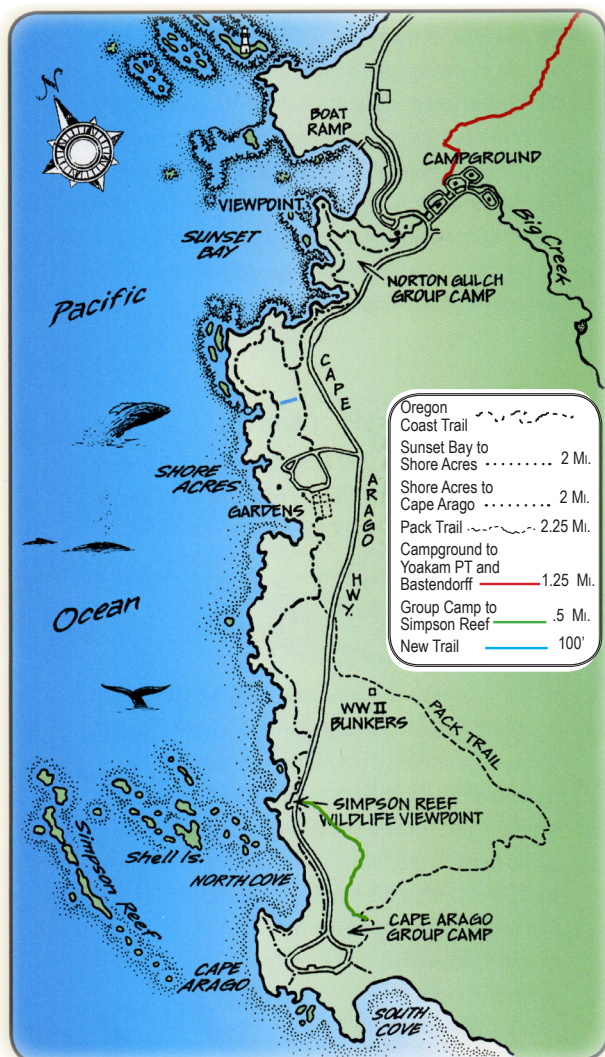 N
BOAT
RAMP
CAMPGROUND
VIEWPOINT
SUNSET
BAY
Big Creek
NORTON GULCH
GROUP CAMP
Pacific
CAPE
ARAGO
HWY.
SHORE
ACRES
GARDENS
Oregon
Coast Trail
Sunset Bay to
Shore Acres 2 MI.
Shore Acres to
Cape Arago 2 MI.
Pack Trail 2.25 MI.
Campground to
Yoakam PT and
Bastendorff 1.25 MI.
Group Camp to
Simpson Reef .5 MI.
New Trail 100'
Ocean
WW II
BUNKERS
PACK TRAIL
SIMPSON REEF
WILDLIFE VIEWPOINT
Simpson Reef
Shell Is.
NORTH COVE
CAPE ARAGO
GROUP CAMP
CAPE
ARAGO
SOUTH
COVE